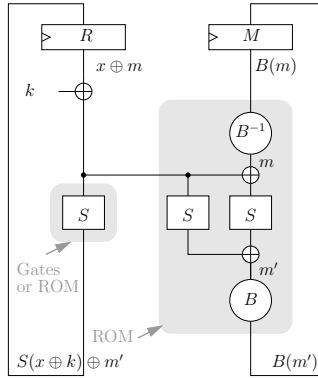 R M
x ⊕ m B(m)
k
B⁻¹
m
S S S
Gates
or ROM
m′
B
ROM
S(x ⊕ k) ⊕ m′ B(m′)